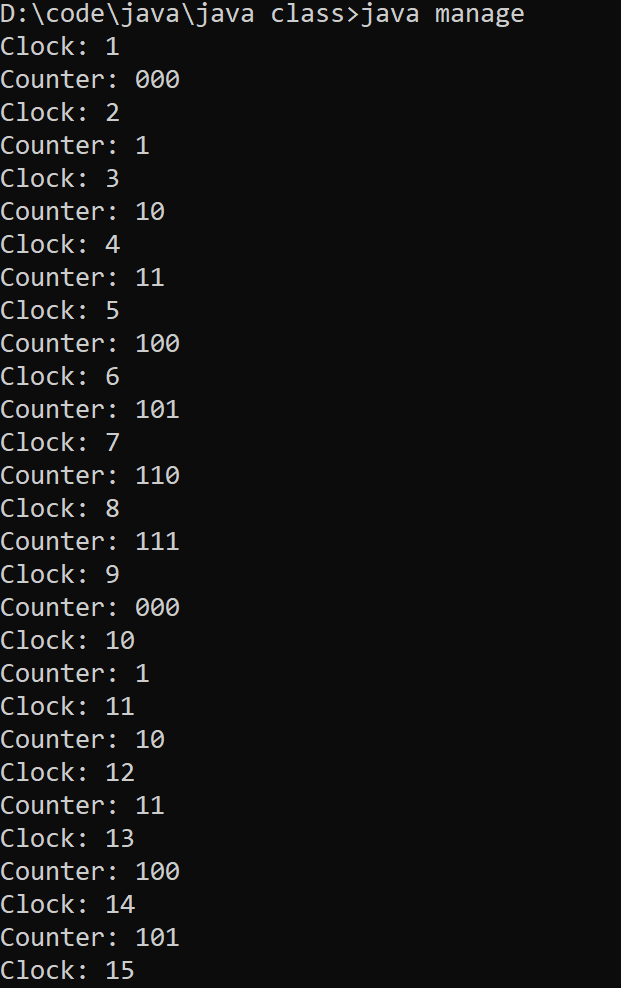 D:\code\java\java class>java manage
Clock: 1
Counter: 000
Clock: 2
Counter: 1
Clock: 3
Counter: 10
Clock: 4
Counter: 11
Clock: 5
Counter: 100
Clock: 6
Counter: 101
Clock: 7
Counter: 110
Clock: 8
Counter: 111
Clock: 9
Counter: 000
Clock: 10
Counter: 1
Clock: 11
Counter: 10
Clock: 12
Counter: 11
Clock: 13
Counter: 100
Clock: 14
Counter: 101
Clock: 15